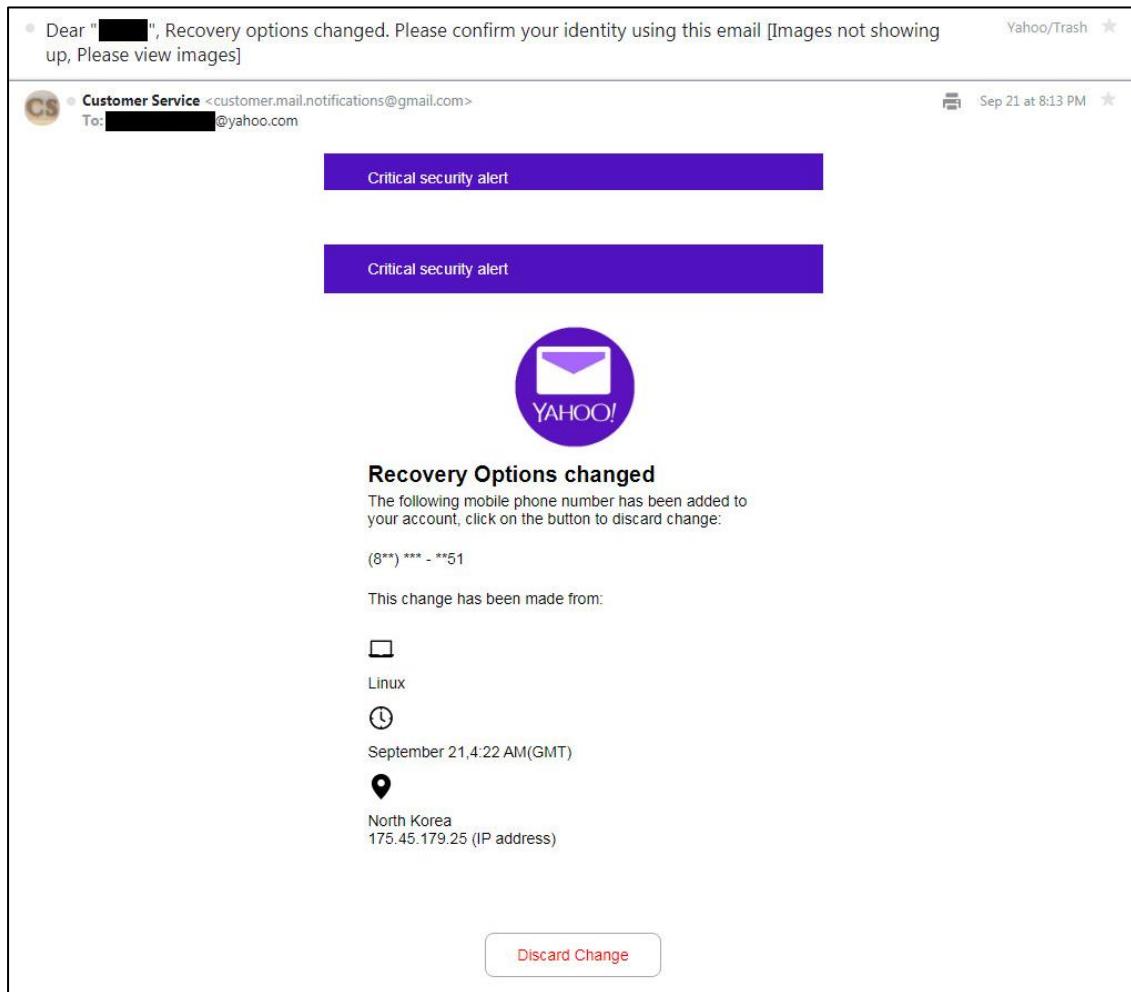 Dear " ", Recovery options changed. Please confirm your identity using this email [Images not showing
up, Please view images]
Yahoo/Trash
CS
Customer Service <customer.mail.notifications@gmail.com>
Sep 21 at 8:13 PM
To: @yahoo.com
Critical security alert
Critical security alert
YAHOO!
Recovery Options changed
The following mobile phone number has been added to
your account, click on the button to discard change:
(8**) *** - **51
This change has been made from:
Linux
September 21,4:22 AM(GMT)
North Korea
175.45.179.25 (IP address)
Discard Change